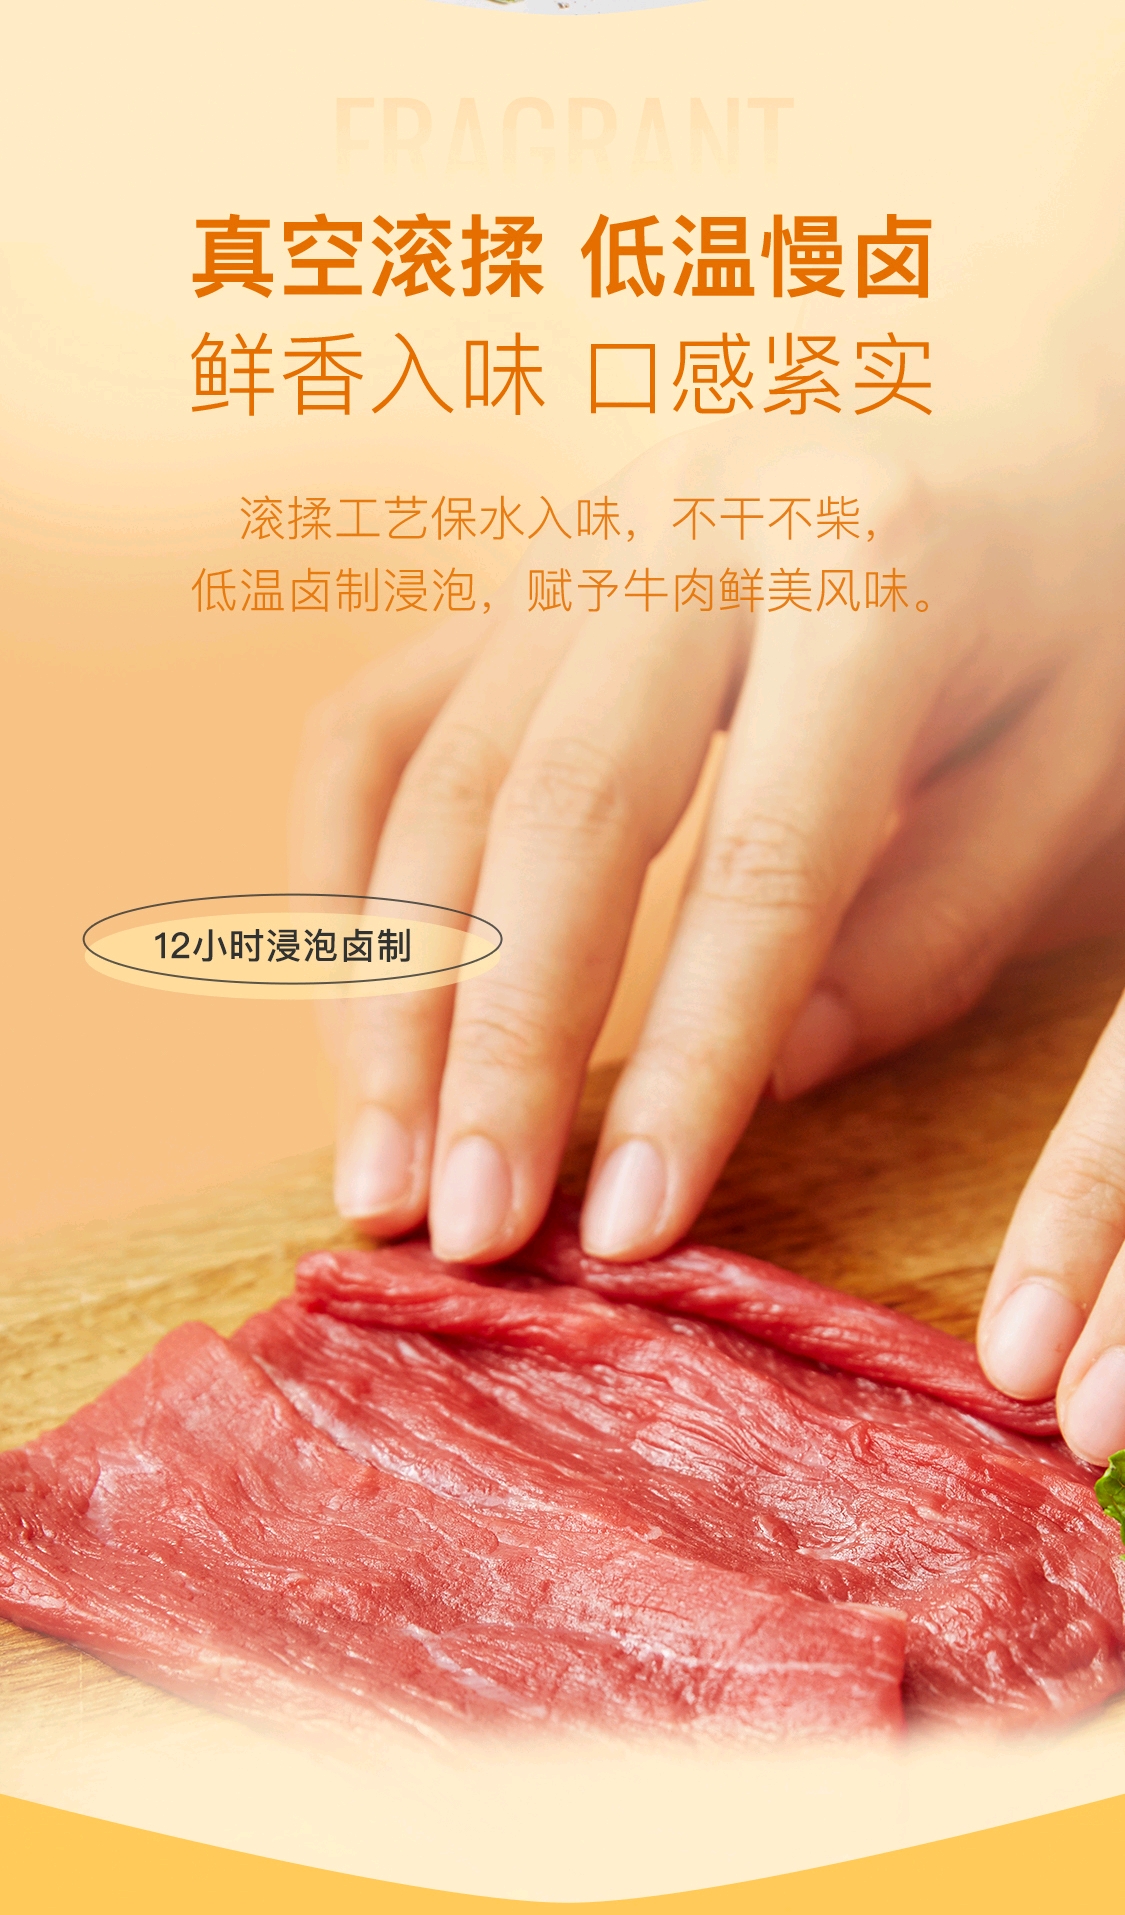 FRAGRANT
真空滚揉 低温慢卤
鲜香入味 口感紧实
滚揉工艺保水入味，不干不柴，
低温卤制浸泡，赋予牛肉鲜美风味。
12小时浸泡卤制